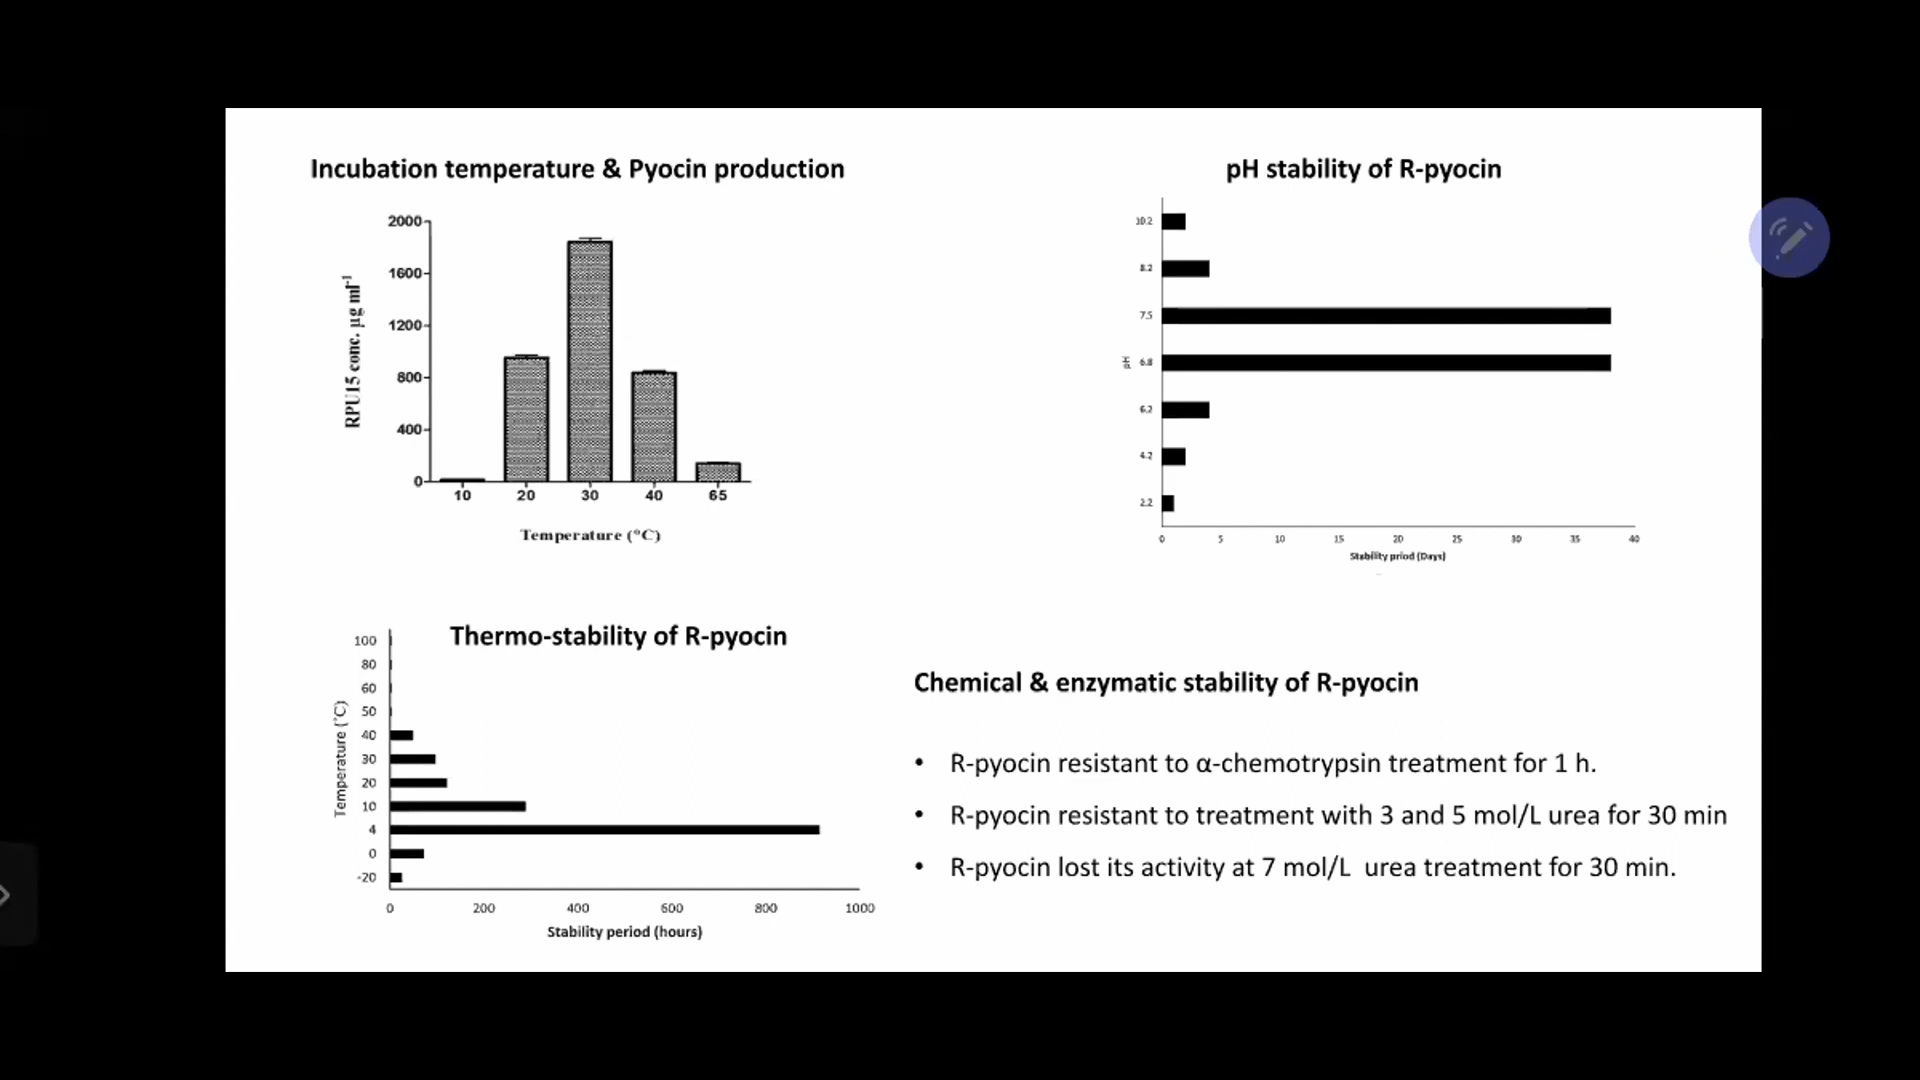 Incubation temperature & Pyocin production
2000
1600
1200
800
400
0
RPU15 conc. µg ml-1
10 20 30 40 65
Temperature (°C)
pH stability of R-pyocin
10.2
8.2
7.5
6.8
6.2
4.2
2.2
pH
0 5 10 15 20 25 30 35 40
Stability priod (Days)
Thermo-stability of R-pyocin
100
80
60
50
40
30
20
10
4
0
-20
Temperature (°C)
0 200 400 600 800 1000
Stability period (hours)
Chemical & enzymatic stability of R-pyocin
• R-pyocin resistant to α-chemotrypsin treatment for 1 h.
• R-pyocin resistant to treatment with 3 and 5 mol/L urea for 30 min
• R-pyocin lost its activity at 7 mol/L urea treatment for 30 min.